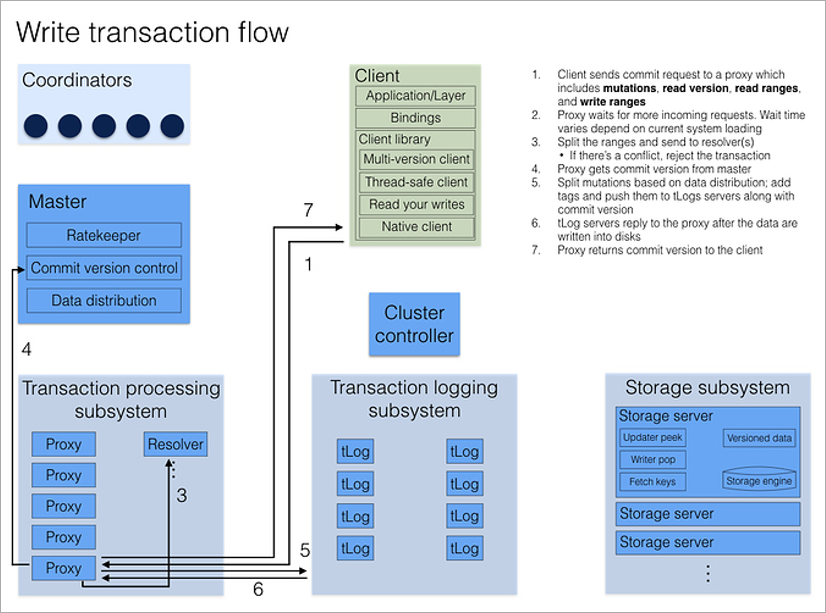 Write transaction flow
Coordinators
Master
Ratekeeper
Commit version control
Data distribution
Client
Application/Layer
Bindings
Client library
Multi-version client
Thread-safe client
Read your writes
Native client
1. Client sends commit request to a proxy which
includes mutations, read version, read ranges,
and write ranges
2. Proxy waits for more incoming requests. Wait time
varies depend on current system loading
3. Split the ranges and send to resolver(s)
• If there's a conflict, reject the transaction
4. Proxy gets commit version from master
5. Split mutations based on data distribution; add
tags and push them to tLogs servers along with
commit version
6. tLog servers reply to the proxy after the data are
written into disks
7. Proxy returns commit version to the client
7
1
4
Cluster
controller
Transaction processing
subsystem
Proxy
Proxy
Proxy
Proxy
Proxy
Resolver
3
5
6
Transaction logging
subsystem
tLog
tLog
tLog
tLog
tLog
tLog
tLog
tLog
Storage subsystem
Storage server
Updater peek
Versioned data
Writer pop
Fetch keys
Storage engine
Storage server
Storage server